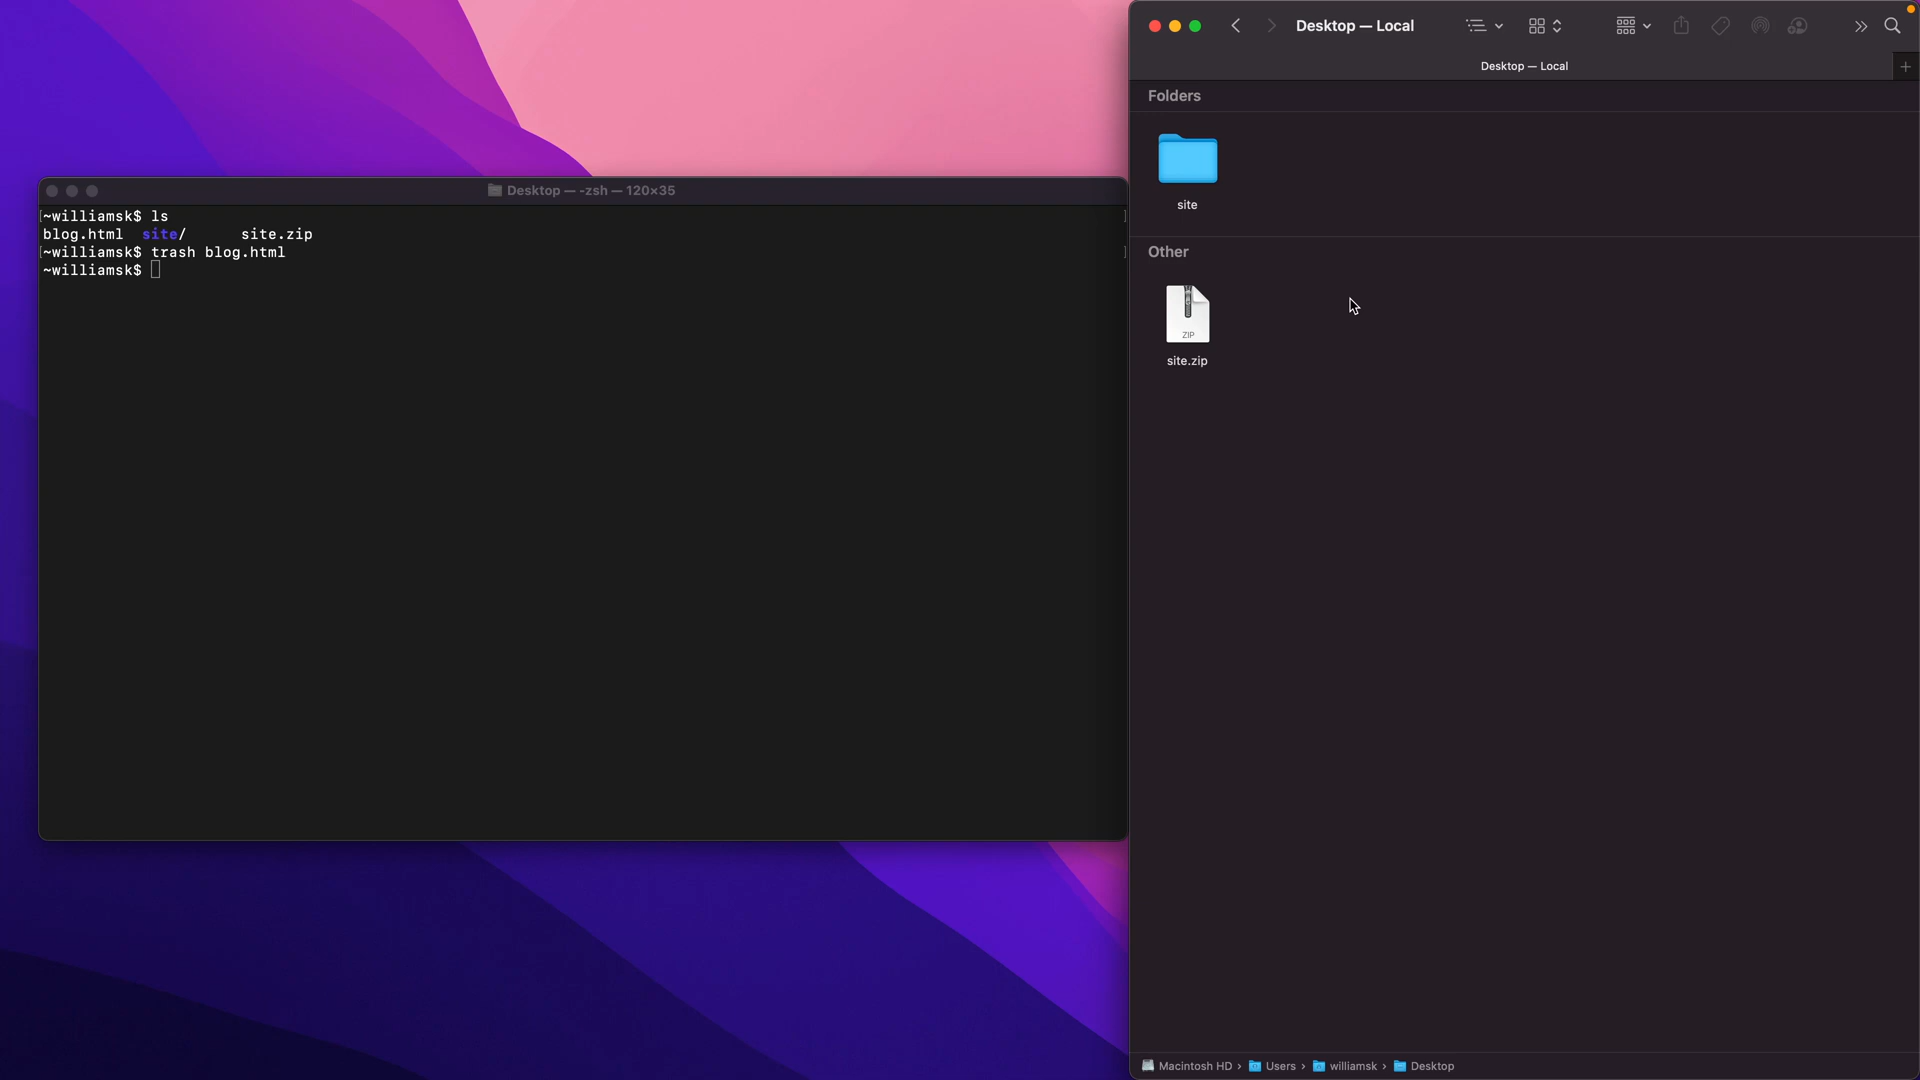 Desktop — -zsh — 120×35
[~williamsk$ ls ]
blog.html site/ site.zip
[~williamsk$ trash blog.html ]
~williamsk$
Desktop — Local
Desktop — Local
Folders
site
Other
ZIP
site.zip
Macintosh HD › Users › williamsk › Desktop